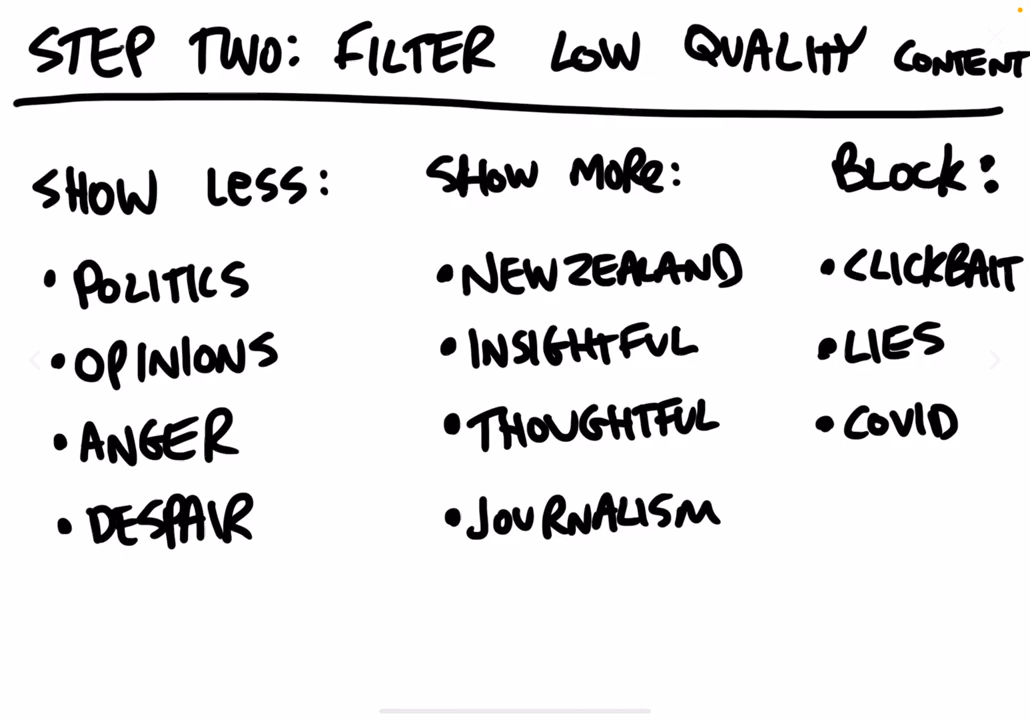 STEP TWO: FILTER LOW QUALITY CONTENT
SHOW LESS:
• POLITICS
• OPINIONS
• ANGER
• DESPAIR
SHOW MORE:
• NEW ZEALAND
• INSIGHTFUL
• THOUGHTFUL
• JOURNALISM
BLOCK:
• CLICKBAIT
• LIES
• COVID